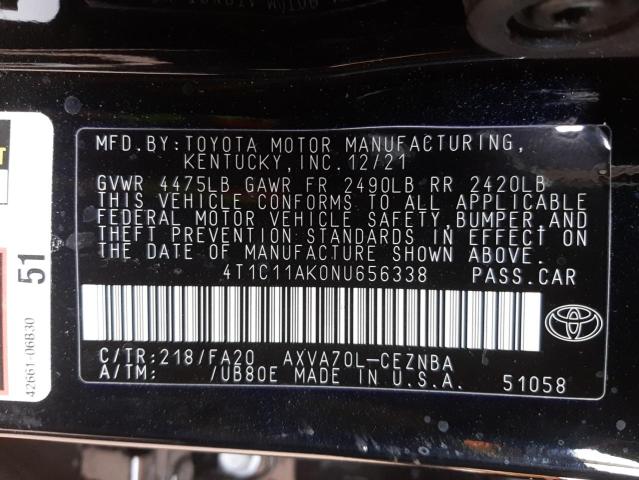 MFD.BY:TOYOTA MOTOR MANUFACTURING,
KENTUCKY,INC.12/21
GVWR 4475LB GAWR FR 2490LB RR 2420LB
THIS VEHICLE CONFORMS TO ALL APPLICABLE
FEDERAL MOTOR VEHICLE SAFETY,BUMPER,AND
THEFT PREVENTION STANDARDS IN EFFECT ON
THE DATE OF MANUFACTURE SHOWN ABOVE.
4T1C11AK0NU656338 PASS.CAR
C/TR:218/FA20 AXVA70L-CEZNBA
A/TM: /UB80E MADE IN U.S.A. 51058
51
42661-06B30